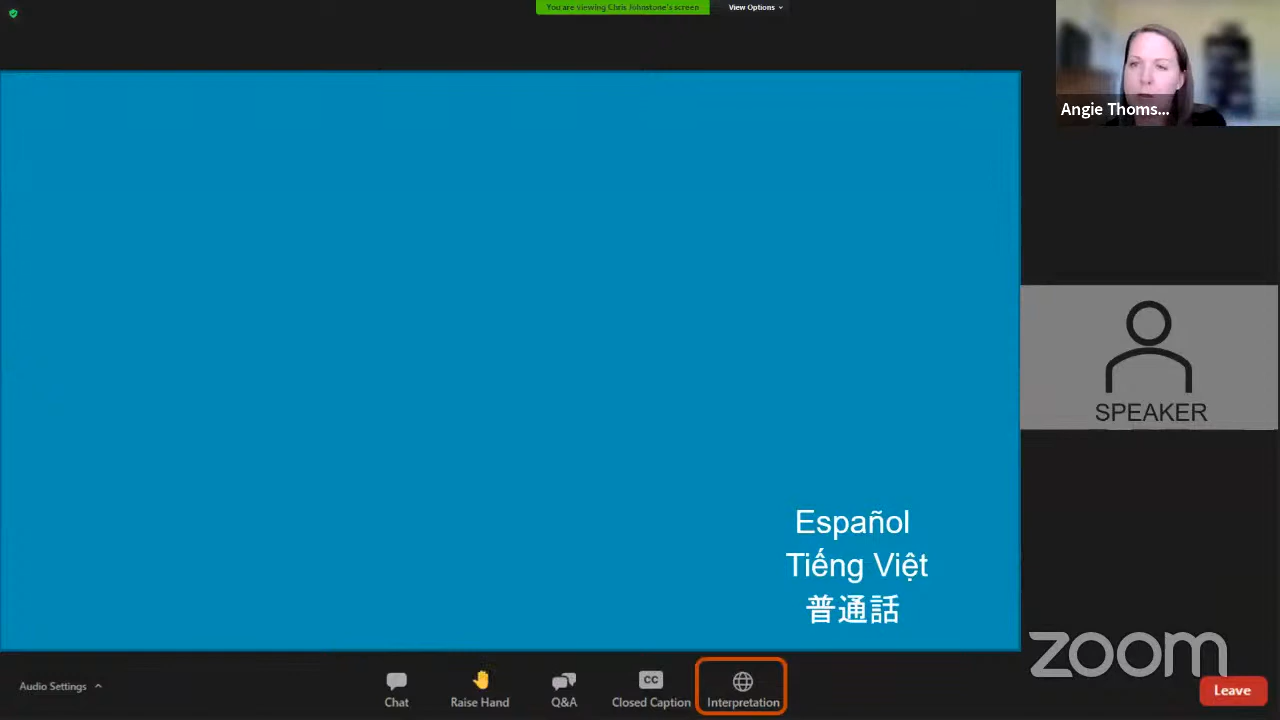 You are viewing Chris Johnstone's screen
View Options
Angie Thoms...
SPEAKER
Español
Tiếng Việt
普通話
zoom
Audio Settings
Chat
Raise Hand
Q&A
CC
Closed Caption
Interpretation
Leave